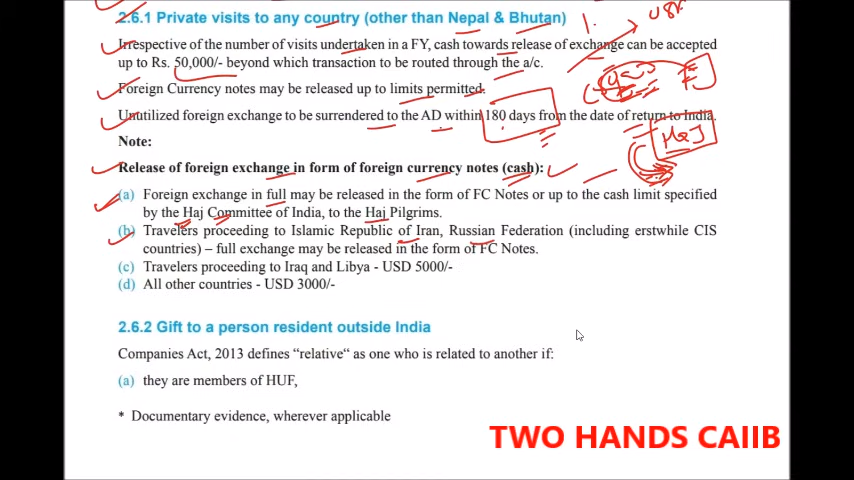 2.6.1 Private visits to any country (other than Nepal & Bhutan)
Irrespective of the number of visits undertaken in a FY, cash towards release of exchange can be accepted
up to Rs. 50,000/- beyond which transaction to be routed through the a/c.
Foreign Currency notes may be released up to limits permitted.
Unutilized foreign exchange to be surrendered to the AD within 180 days from the date of return to India.
HaJ
Note:
Release of foreign exchange in form of foreign currency notes (cash):
(a) Foreign exchange in full may be released in the form of FC Notes or up to the cash limit specified
by the Haj Committee of India, to the Haj Pilgrims.
(b) Travelers proceeding to Islamic Republic of Iran, Russian Federation (including erstwhile CIS
countries) – full exchange may be released in the form of FC Notes.
(c) Travelers proceeding to Iraq and Libya - USD 5000/-
(d) All other countries - USD 3000/-
2.6.2 Gift to a person resident outside India
Companies Act, 2013 defines “relative“ as one who is related to another if:
(a) they are members of HUF,
* Documentary evidence, wherever applicable
TWO HANDS CAIIB